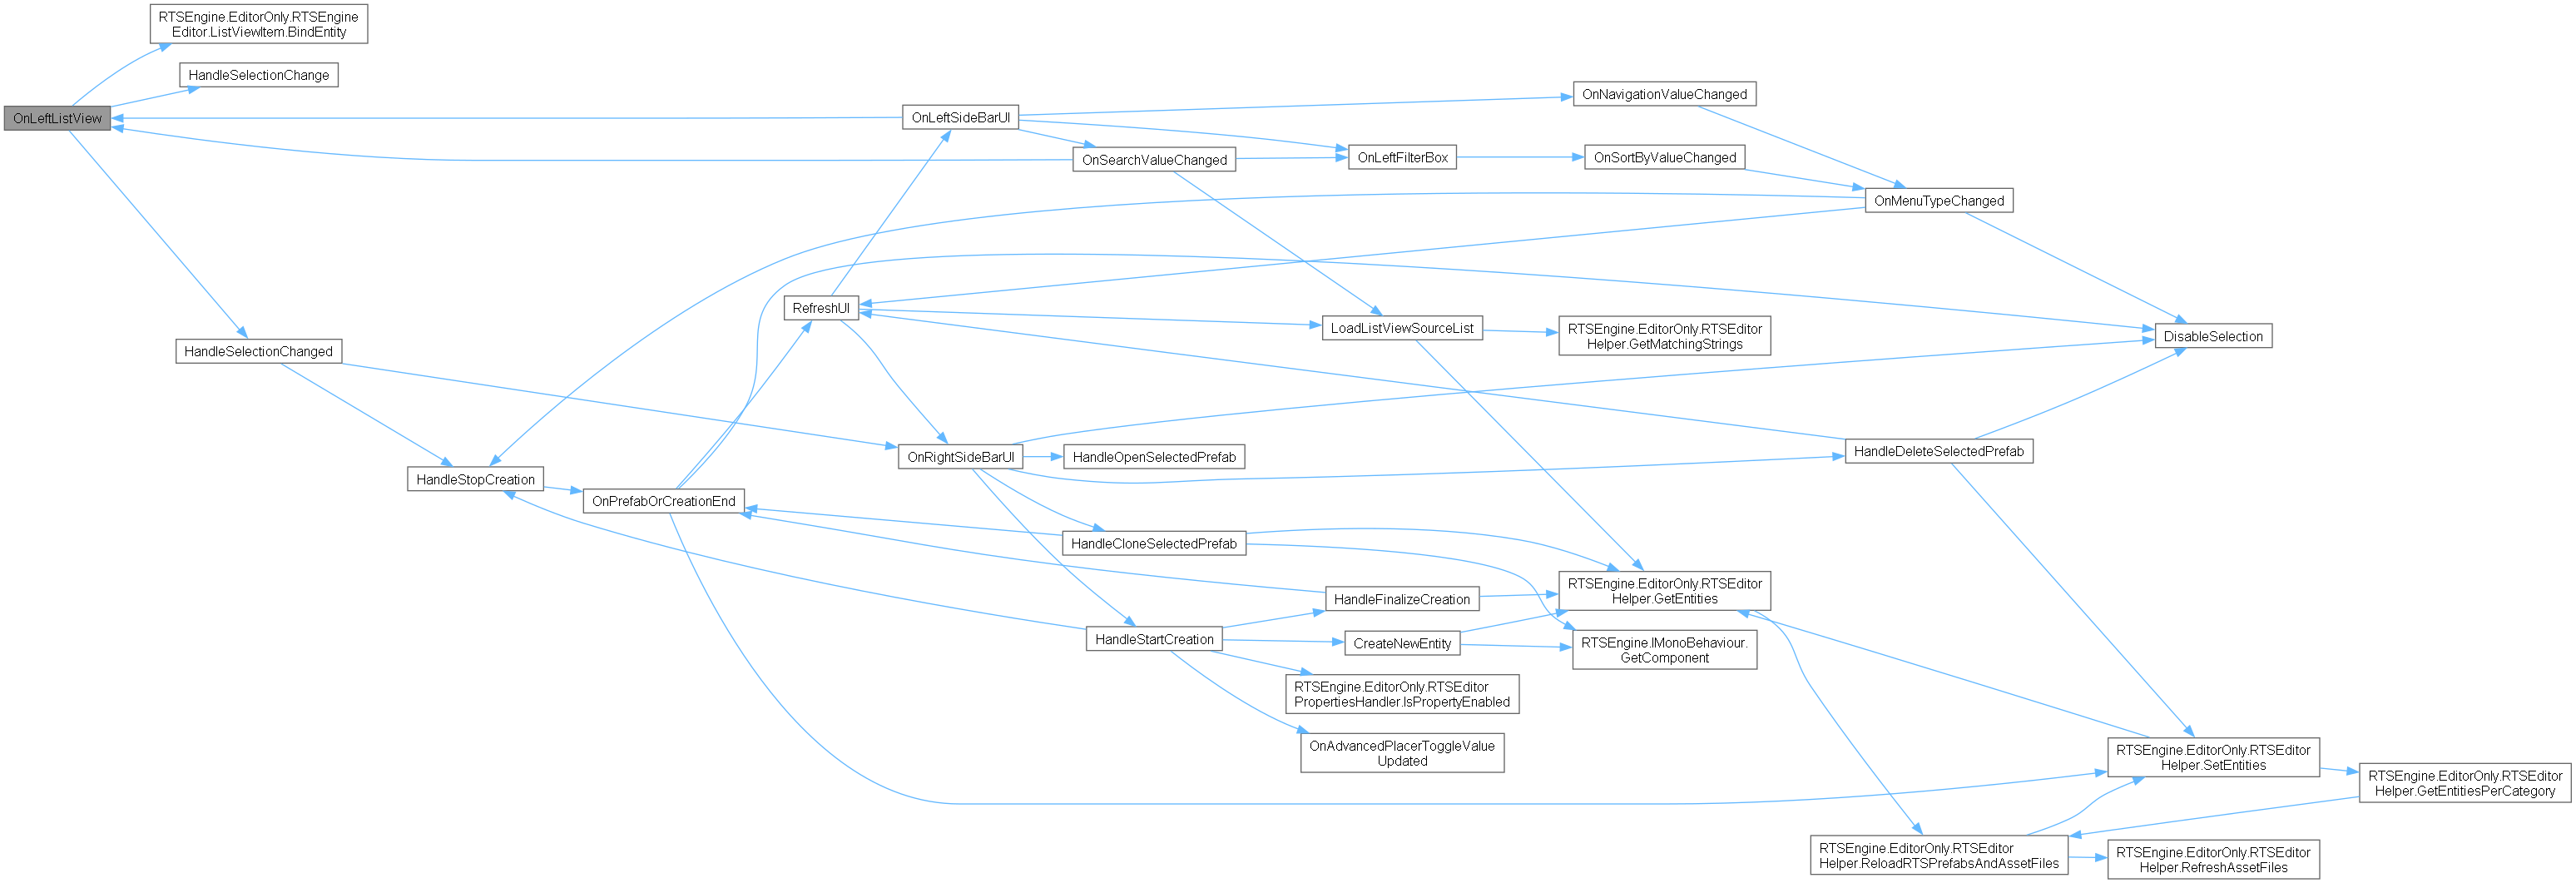 RTSEngine.EditorOnly.RTSEngine
Editor.ListViewItem.BindEntity
HandleSelectionChange
OnLeftListView
HandleSelectionChanged
HandleStopCreation
OnPrefabOrCreationEnd
RefreshUI
OnLeftSideBarUI
OnRightSideBarUI
OnSearchValueChanged
HandleOpenSelectedPrefab
HandleCloneSelectedPrefab
HandleStartCreation
OnLeftFilterBox
LoadListViewSourceList
HandleFinalizeCreation
CreateNewEntity
RTSEngine.EditorOnly.RTSEditor
PropertiesHandler.IsPropertyEnabled
OnAdvancedPlacerToggleValue
Updated
OnNavigationValueChanged
OnSortByValueChanged
RTSEngine.EditorOnly.RTSEditor
Helper.GetMatchingStrings
RTSEngine.EditorOnly.RTSEditor
Helper.GetEntities
RTSEngine.IMonoBehaviour.
GetComponent
OnMenuTypeChanged
HandleDeleteSelectedPrefab
RTSEngine.EditorOnly.RTSEditor
Helper.ReloadRTSPrefabsAndAssetFiles
DisableSelection
RTSEngine.EditorOnly.RTSEditor
Helper.SetEntities
RTSEngine.EditorOnly.RTSEditor
Helper.RefreshAssetFiles
RTSEngine.EditorOnly.RTSEditor
Helper.GetEntitiesPerCategory